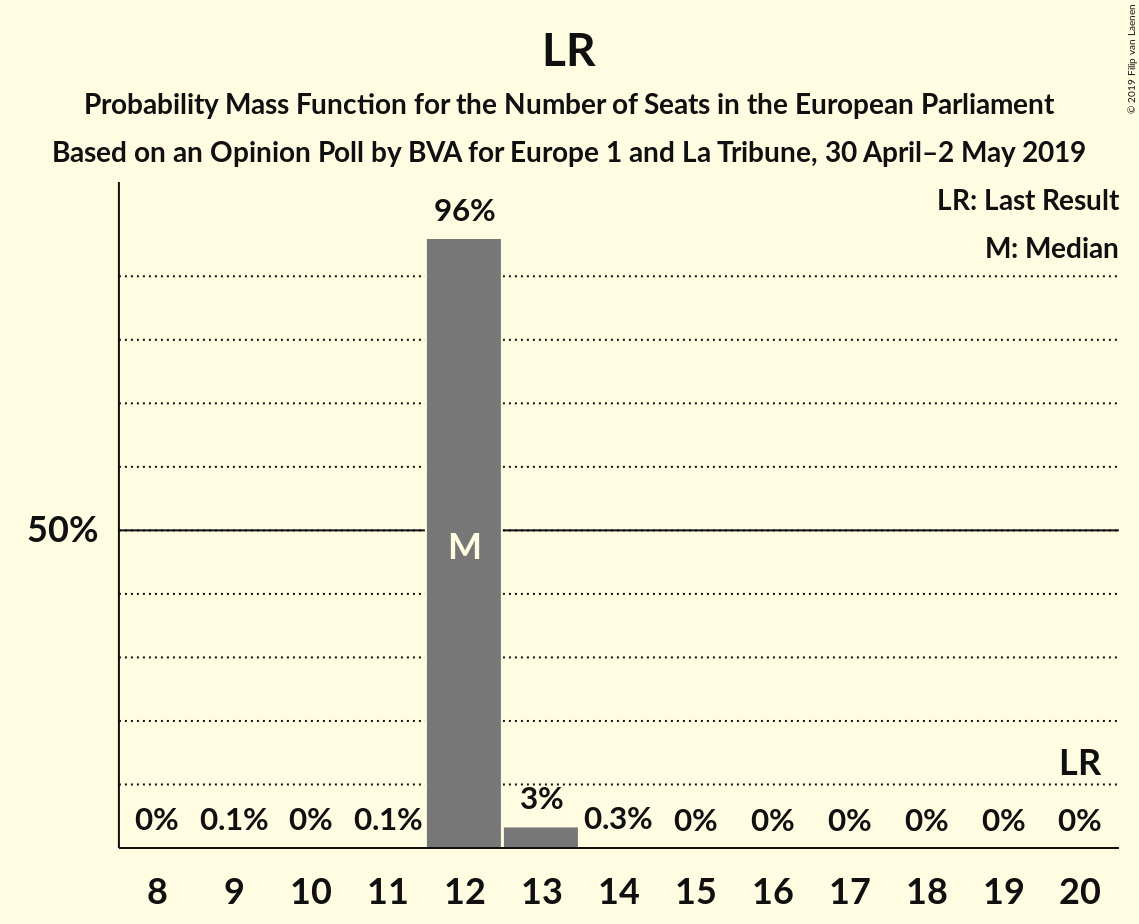 LR
Probability Mass Function for the Number of Seats in the European Parliament
Based on an Opinion Poll by BVA for Europe 1 and La Tribune, 30 April–2 May 2019
© 2019 Filip van Laenen
LR: Last Result
M: Median
96%
50%
M
LR
0% 0.1% 0% 0.1% 3% 0.3% 0% 0% 0% 0% 0% 0%
8 9 10 11 12 13 14 15 16 17 18 19 20